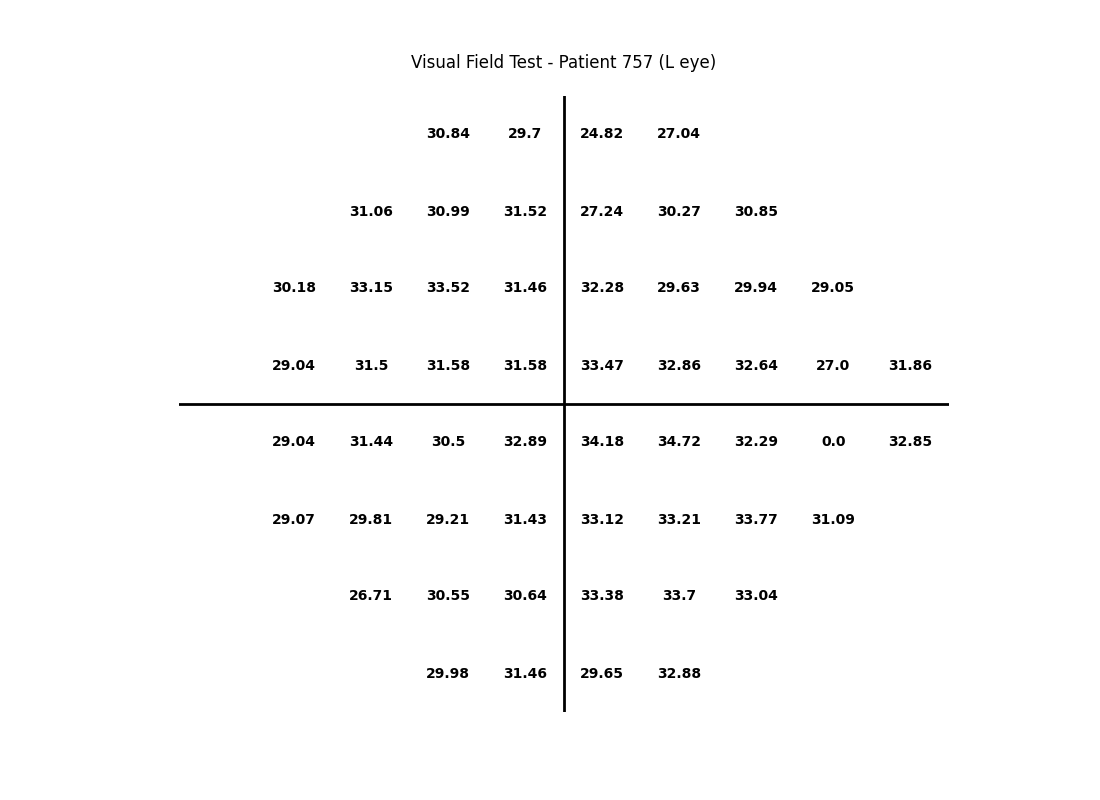 Visual Field Test - Patient 757 (L eye)
30.84 29.7 24.82 27.04
31.06 30.99 31.52 27.24 30.27 30.85
30.18 33.15 33.52 31.46 32.28 29.63 29.94 29.05
29.04 31.5 31.58 31.58 33.47 32.86 32.64 27.0 31.86
29.04 31.44 30.5 32.89 34.18 34.72 32.29 0.0 32.85
29.07 29.81 29.21 31.43 33.12 33.21 33.77 31.09
26.71 30.55 30.64 33.38 33.7 33.04
29.98 31.46 29.65 32.88